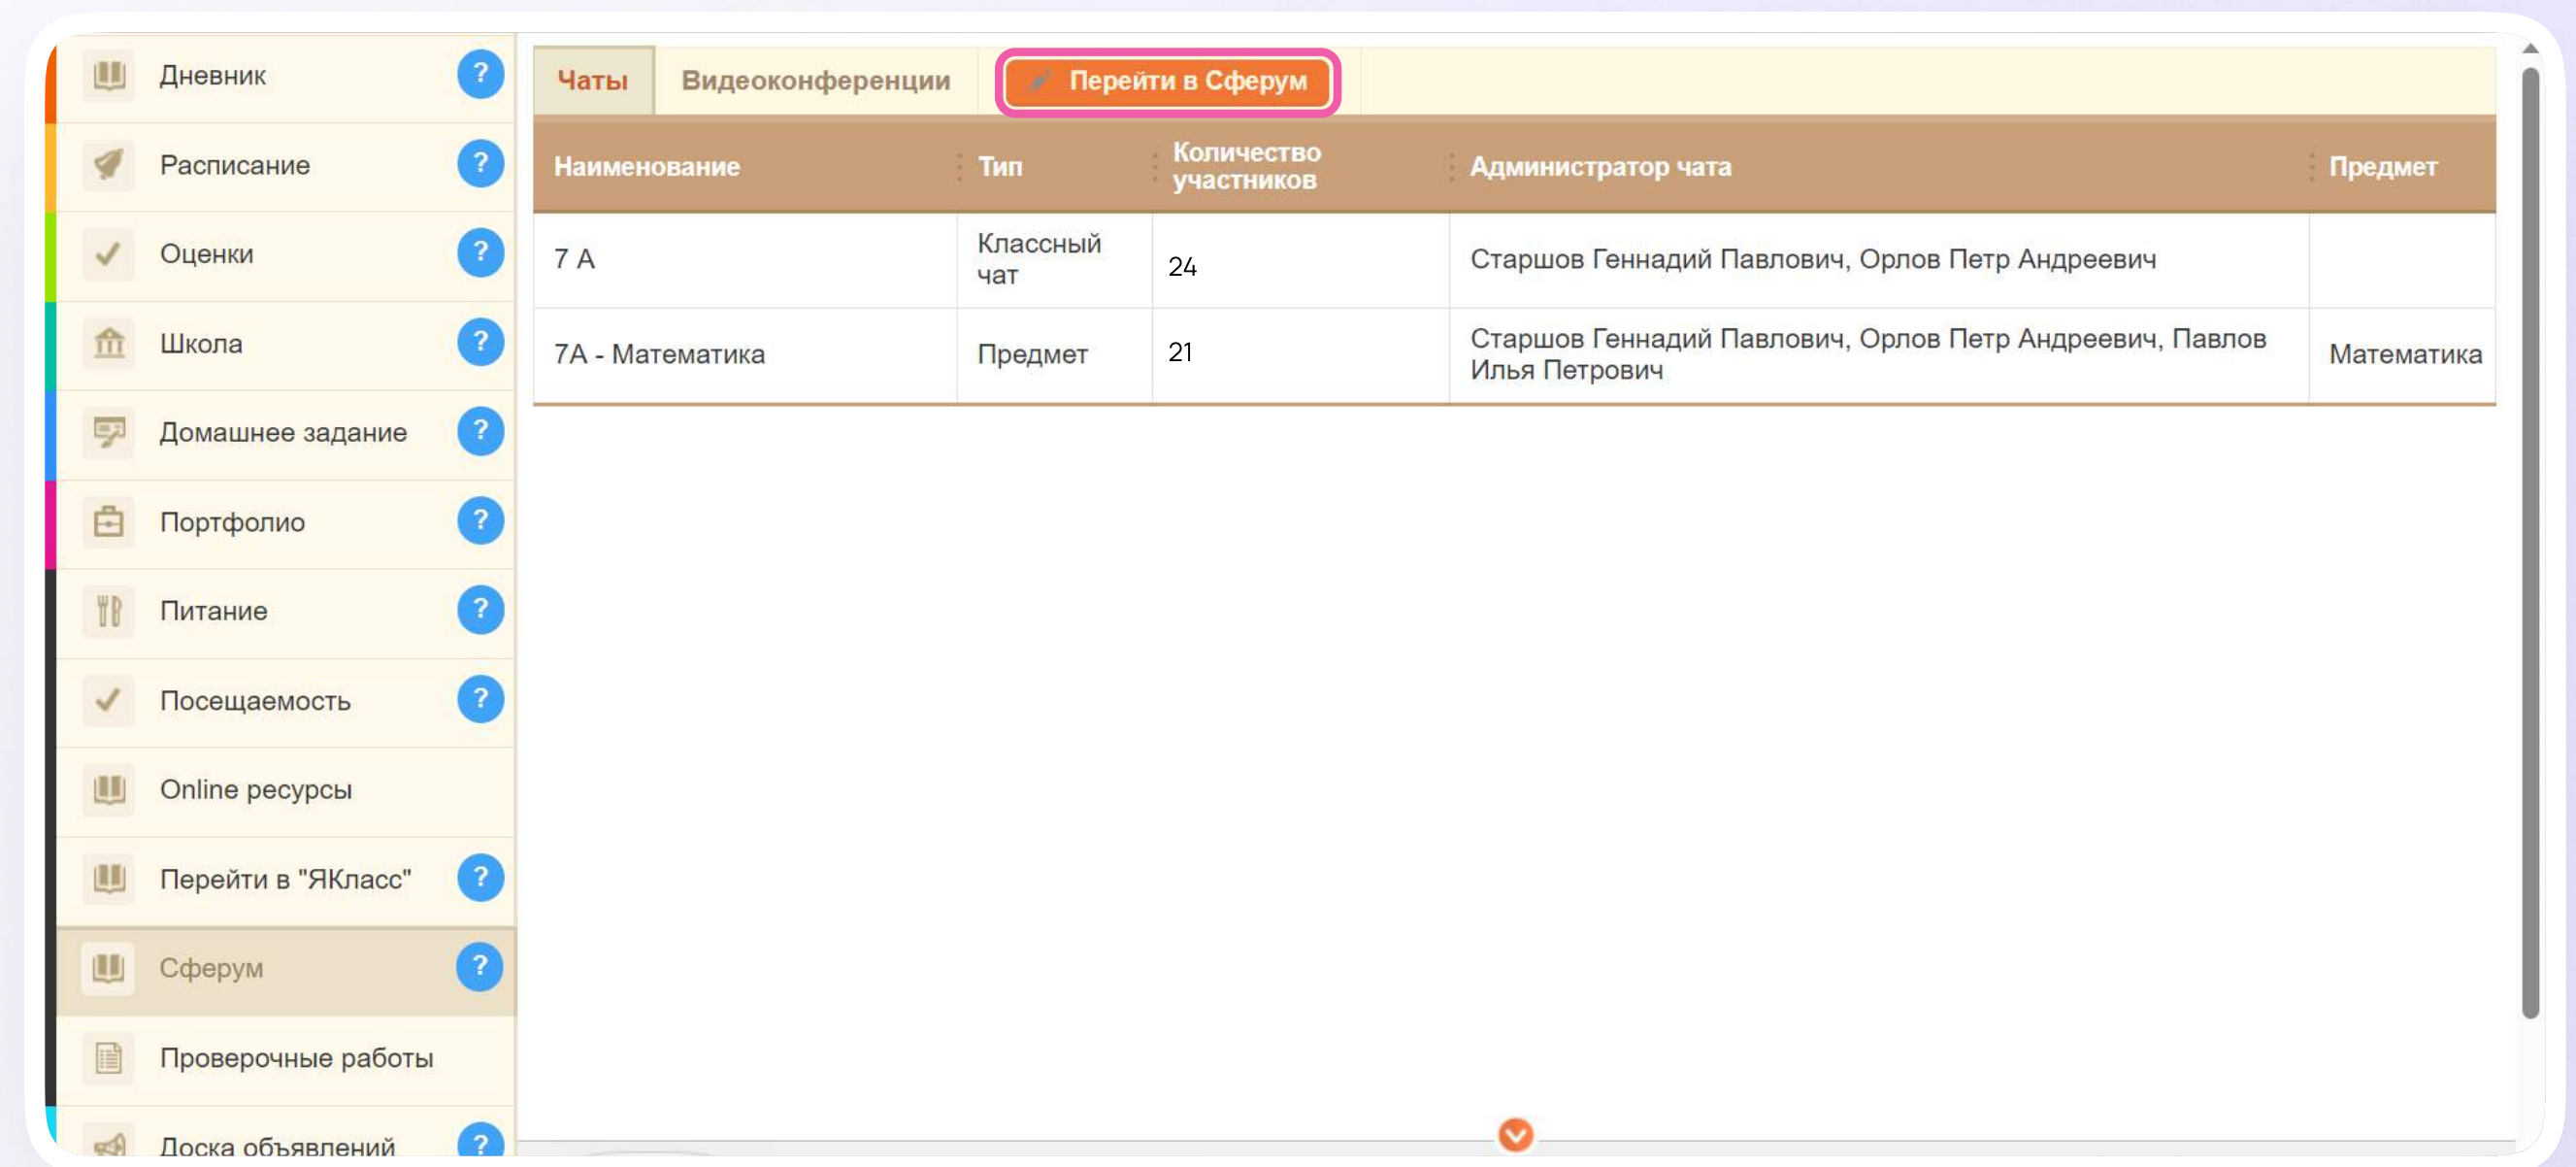 Дневник ?
Расписание ?
Оценки ?
Школа ?
Домашнее задание ?
Портфолио ?
Питание ?
Посещаемость ?
Online ресурсы
Перейти в "ЯКласс" ?
Сферум ?
Проверочные работы
Доска объявлений ?
Чаты Видеоконференции Перейти в Сферум
Наименование Тип Количество участников Администратор чата Предмет
7 А Классный чат 24 Старшов Геннадий Павлович, Орлов Петр Андреевич
7А - Математика Предмет 21 Старшов Геннадий Павлович, Орлов Петр Андреевич, Павлов Илья Петрович Математика